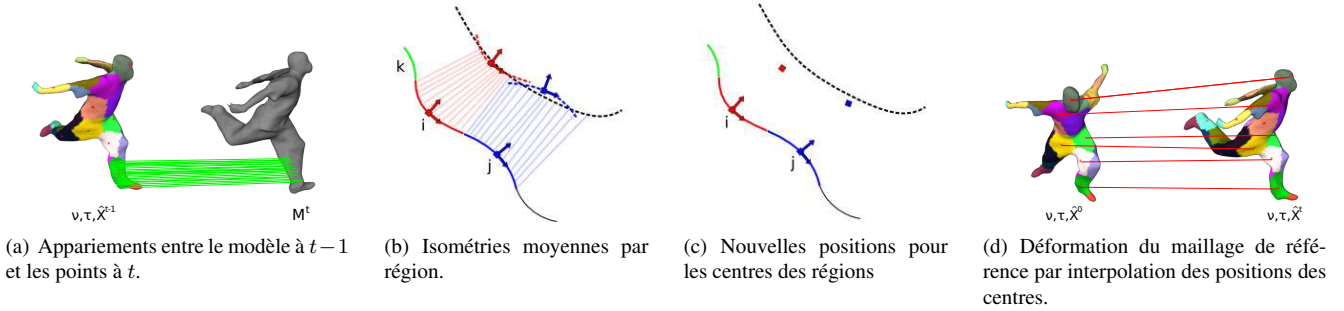 ν,τ,X̂ᵗ⁻¹
Mᵗ
k
i
j
i
j
ν,τ,X̂⁰
ν,τ,X̂ᵗ
(a) Appariements entre le modèle à t−1
et les points à t.
(b) Isométries moyennes par
région.
(c) Nouvelles positions pour
les centres des régions
(d) Déformation du maillage de réfé-
rence par interpolation des positions des
centres.